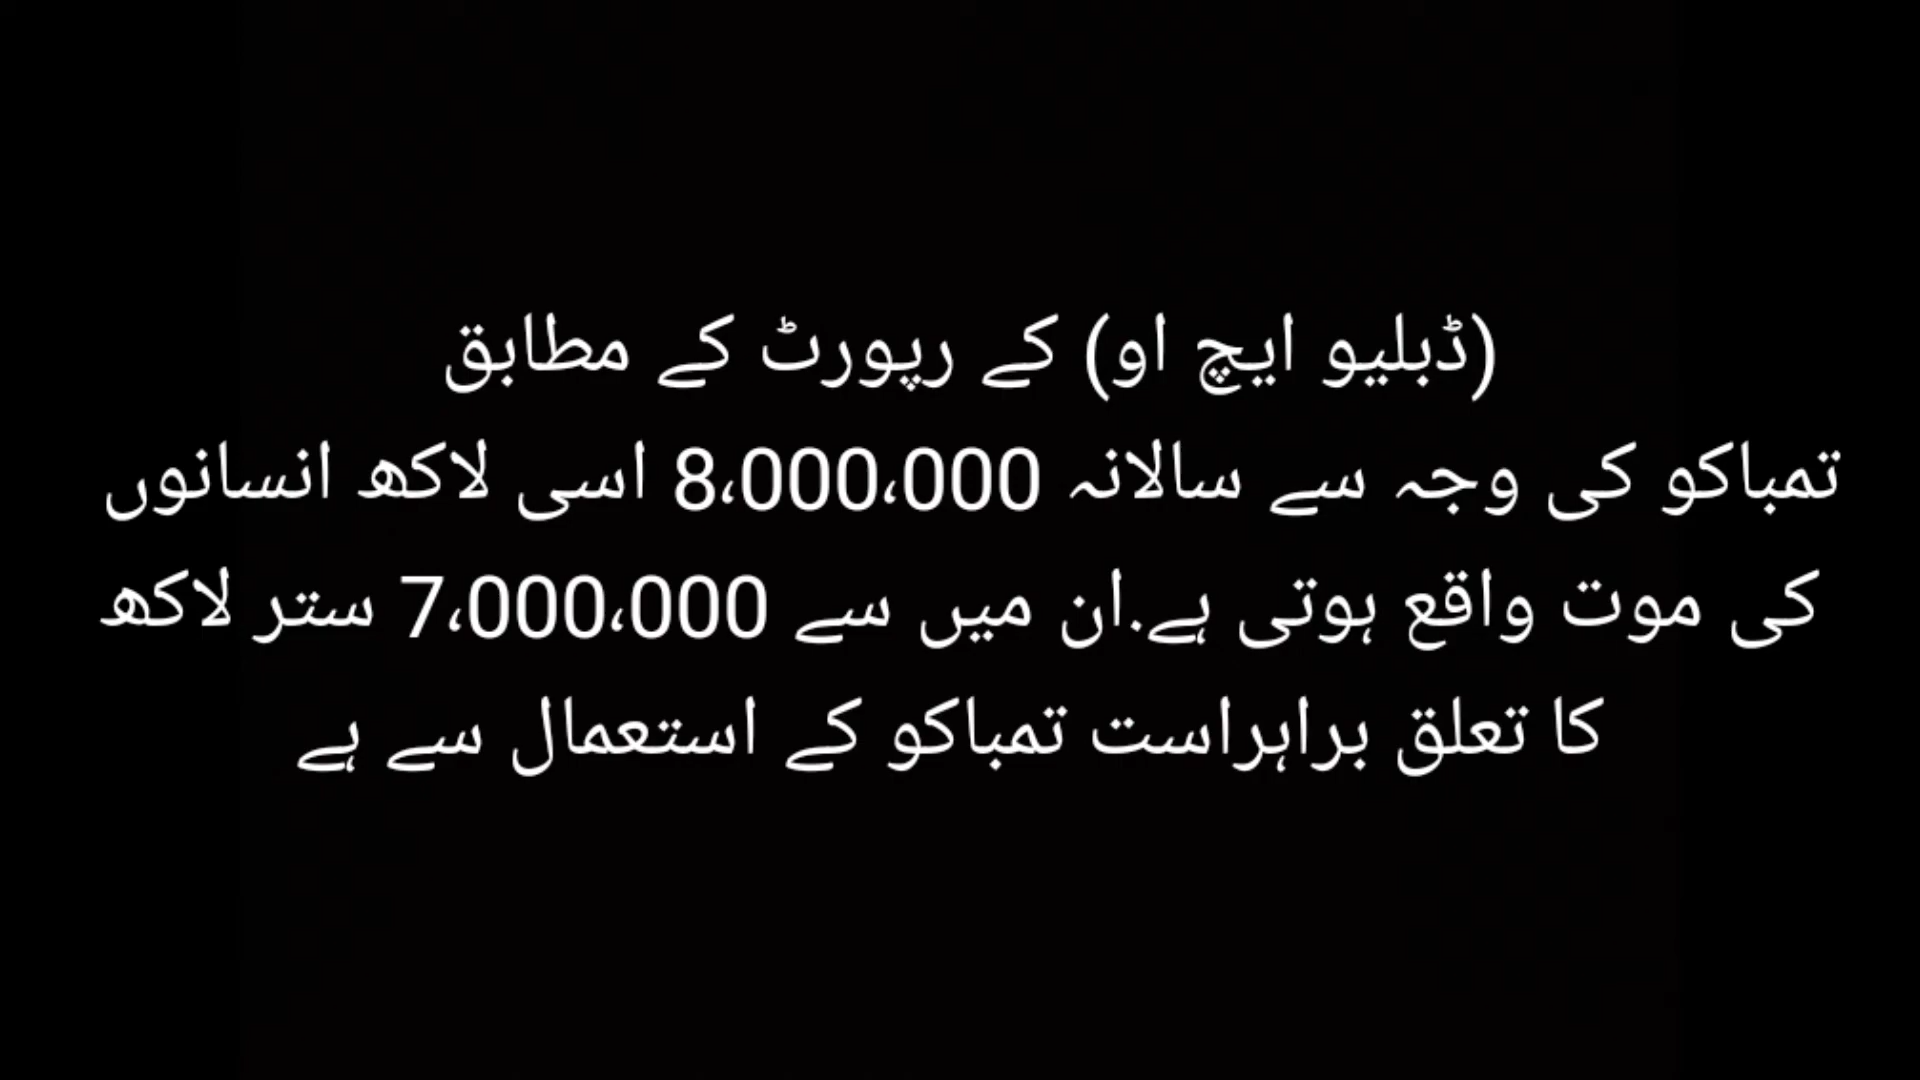 (ڈبلیو ایچ او) کے رپورٹ کے مطابق
تمباکو کی وجہ سے سالانہ 8،000،000 اسی لاکھ انسانوں
کی موت واقع ہوتی ہے.ان میں سے 7،000،000 ستر لاکھ
کا تعلق براہراست تمباکو کے استعمال سے ہے